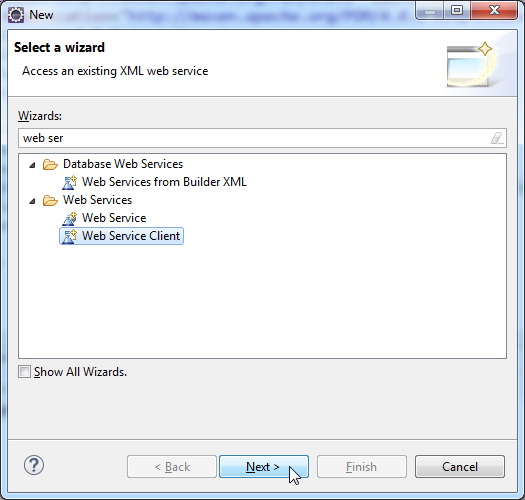 New
Select a wizard
Access an existing XML web service
Wizards:
web ser
Database Web Services
Web Services from Builder XML
Web Services
Web Service
Web Service Client
Show All Wizards.
?
< Back
Next >
Finish
Cancel